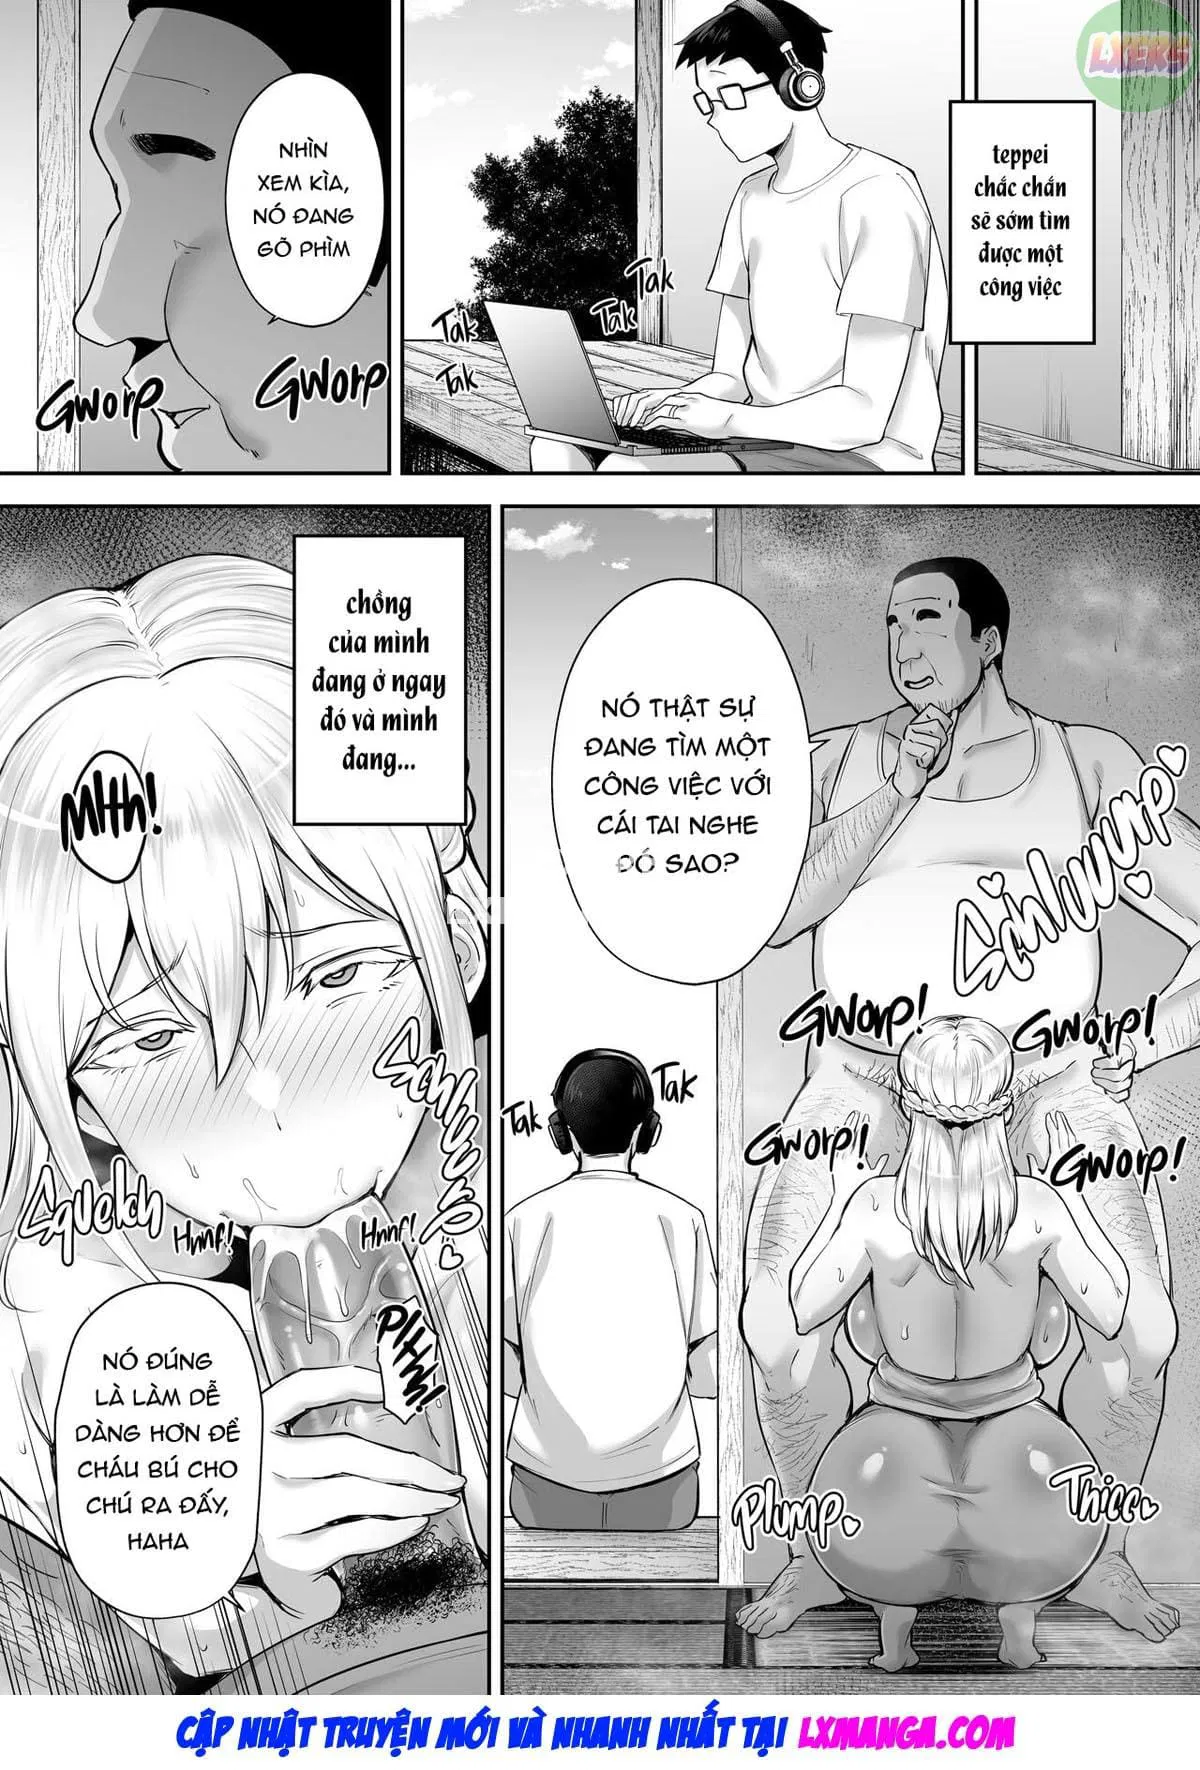 LXERS
teppei
chắc chắn
sẽ sớm tìm
được một
công việc
Tak
Tak
Tak
Tak
Tak
NHÌN
XEM KÌA,
NÓ ĐANG
GÕ PHÌM
GWorp
GWorp
NÓ THẬT SỰ
ĐANG TÌM MỘT
CÔNG VIỆC VỚI
CÁI TAI NGHE
ĐÓ SAO?
Schluuurp
GWorp!
GWorp!
GWorp!
GWorp!
Tak
Tak
Plump
Thicc
chồng
của mình
đang ở ngay
đó và mình
đang...
Mth!
Schluurp
Squelch
Hnnf!
Hnnf!
NÓ ĐÚNG
LÀ LÀM DỄ
DÀNG HƠN ĐỂ
CHÁU BÚ CHO
CHÚ RA ĐẤY,
HAHA
CẬP NHẬT TRUYỆN MỚI VÀ NHANH NHẤT TẠI LXMANGA.COM